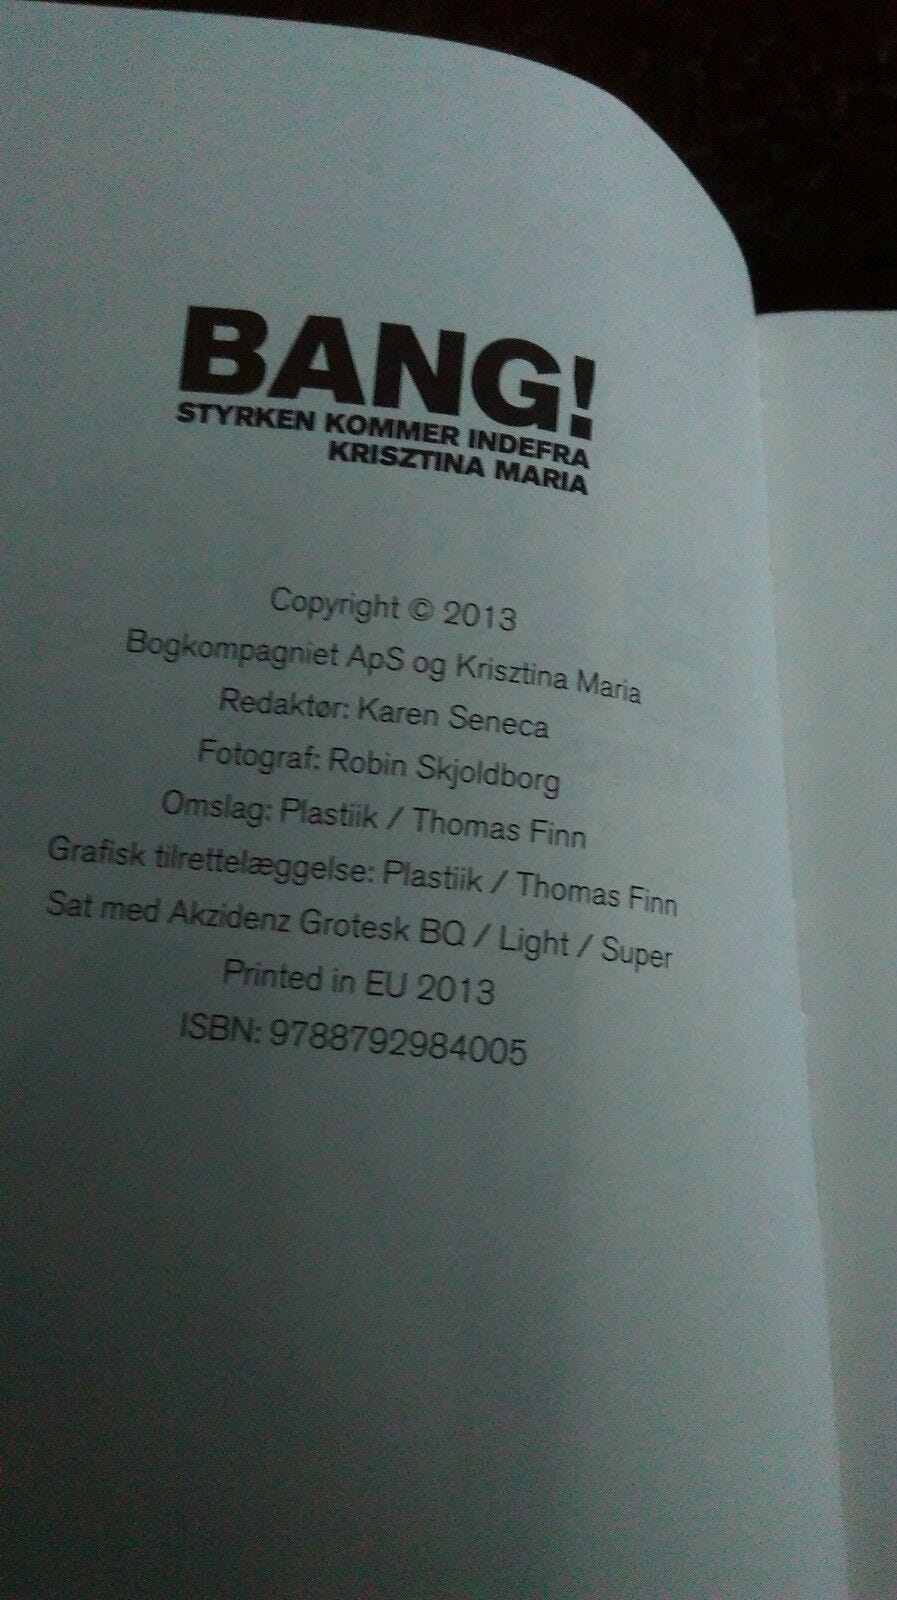 BANG!
STYRKEN KOMMER INDEFRA
KRISZTINA MARIA
Copyright © 2013
Bogkompagniet ApS og Krisztina Maria
Redaktør: Karen Seneca
Fotograf: Robin Skjoldborg
Omslag: Plastiik / Thomas Finn
Grafisk tilrettelæggelse: Plastiik / Thomas Finn
Sat med Akzidenz Grotesk BQ / Light / Super
Printed in EU 2013
ISBN: 9788792984005